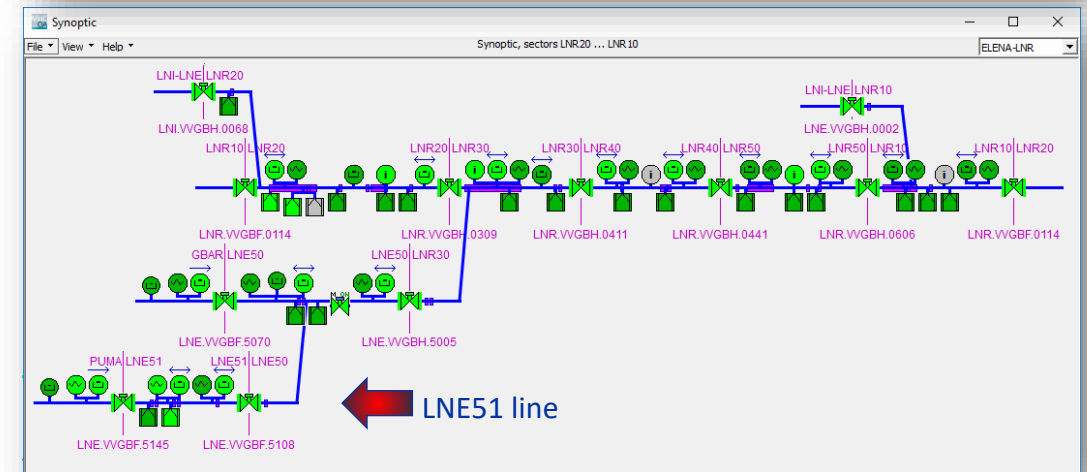 Synoptic
File View Help Synoptic, sectors LNR20 ... LNR10 ELENA-LNR
LNI-LNE LNR20
LNI-LNE LNR10
LNI.VVGBH.0068
LNE.VVGBH.0002
LNR10 LNR20 LNR20 LNR30 LNR30 LNR40 LNR40 LNR50 LNR50 LNR10 LNR10 LNR20
LNR.VVGBF.0114 LNR.VVGBH.0309 LNR.VVGBH.0411 LNR.VVGBH.0441 LNR.VVGBH.0606 LNR.VVGBF.0114
GBAR LNE50 LNE50 LNR30
LNE.VVGBF.5070 LNE.VVGBH.5005
PUMA LNE51 LNE51 LNE50
LNE51 line
LNE.VVGBF.5145 LNE.VVGBF.5108